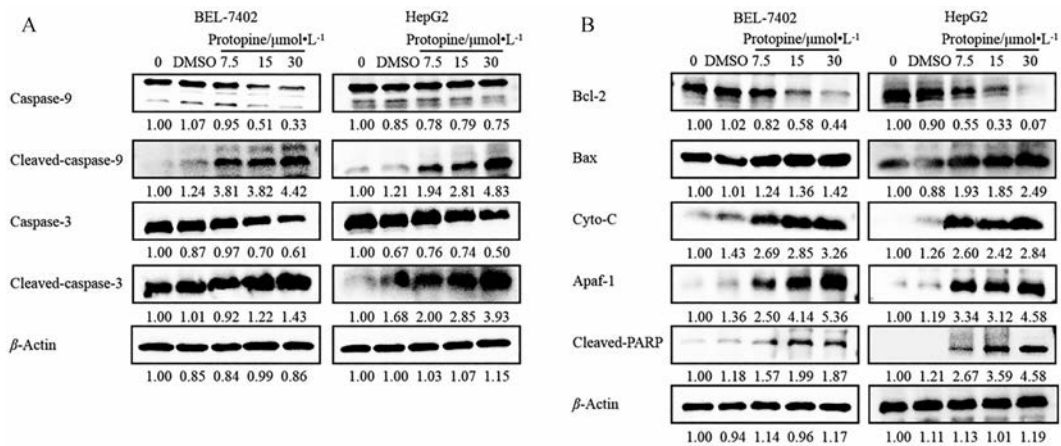 A
BEL-7402 HepG2
Protopine/μmol•L⁻¹ Protopine/μmol•L⁻¹
0 DMSO 7.5 15 30 0 DMSO 7.5 15 30
Caspase-9
1.00 1.07 0.95 0.51 0.33 1.00 0.85 0.78 0.79 0.75
Cleaved-caspase-9
1.00 1.24 3.81 3.82 4.42 1.00 1.21 1.94 2.81 4.83
Caspase-3
1.00 0.87 0.97 0.70 0.61 1.00 0.67 0.76 0.74 0.50
Cleaved-caspase-3
1.00 1.01 0.92 1.22 1.43 1.00 1.68 2.00 2.85 3.93
β-Actin
1.00 0.85 0.84 0.99 0.86 1.00 1.00 1.03 1.07 1.15
B
BEL-7402 HepG2
Protopine/μmol•L⁻¹ Protopine/μmol•L⁻¹
0 DMSO 7.5 15 30 0 DMSO 7.5 15 30
Bcl-2
1.00 1.02 0.82 0.58 0.44 1.00 0.90 0.55 0.33 0.07
Bax
1.00 1.01 1.24 1.36 1.42 1.00 0.88 1.93 1.85 2.49
Cyto-C
1.00 1.43 2.69 2.85 3.26 1.00 1.26 2.60 2.42 2.84
Apaf-1
1.00 1.36 2.50 4.14 5.36 1.00 1.19 3.34 3.12 4.58
Cleaved-PARP
1.00 1.18 1.57 1.99 1.87 1.00 1.21 2.67 3.59 4.58
β-Actin
1.00 0.94 1.14 0.96 1.17 1.00 1.11 1.13 1.01 1.19